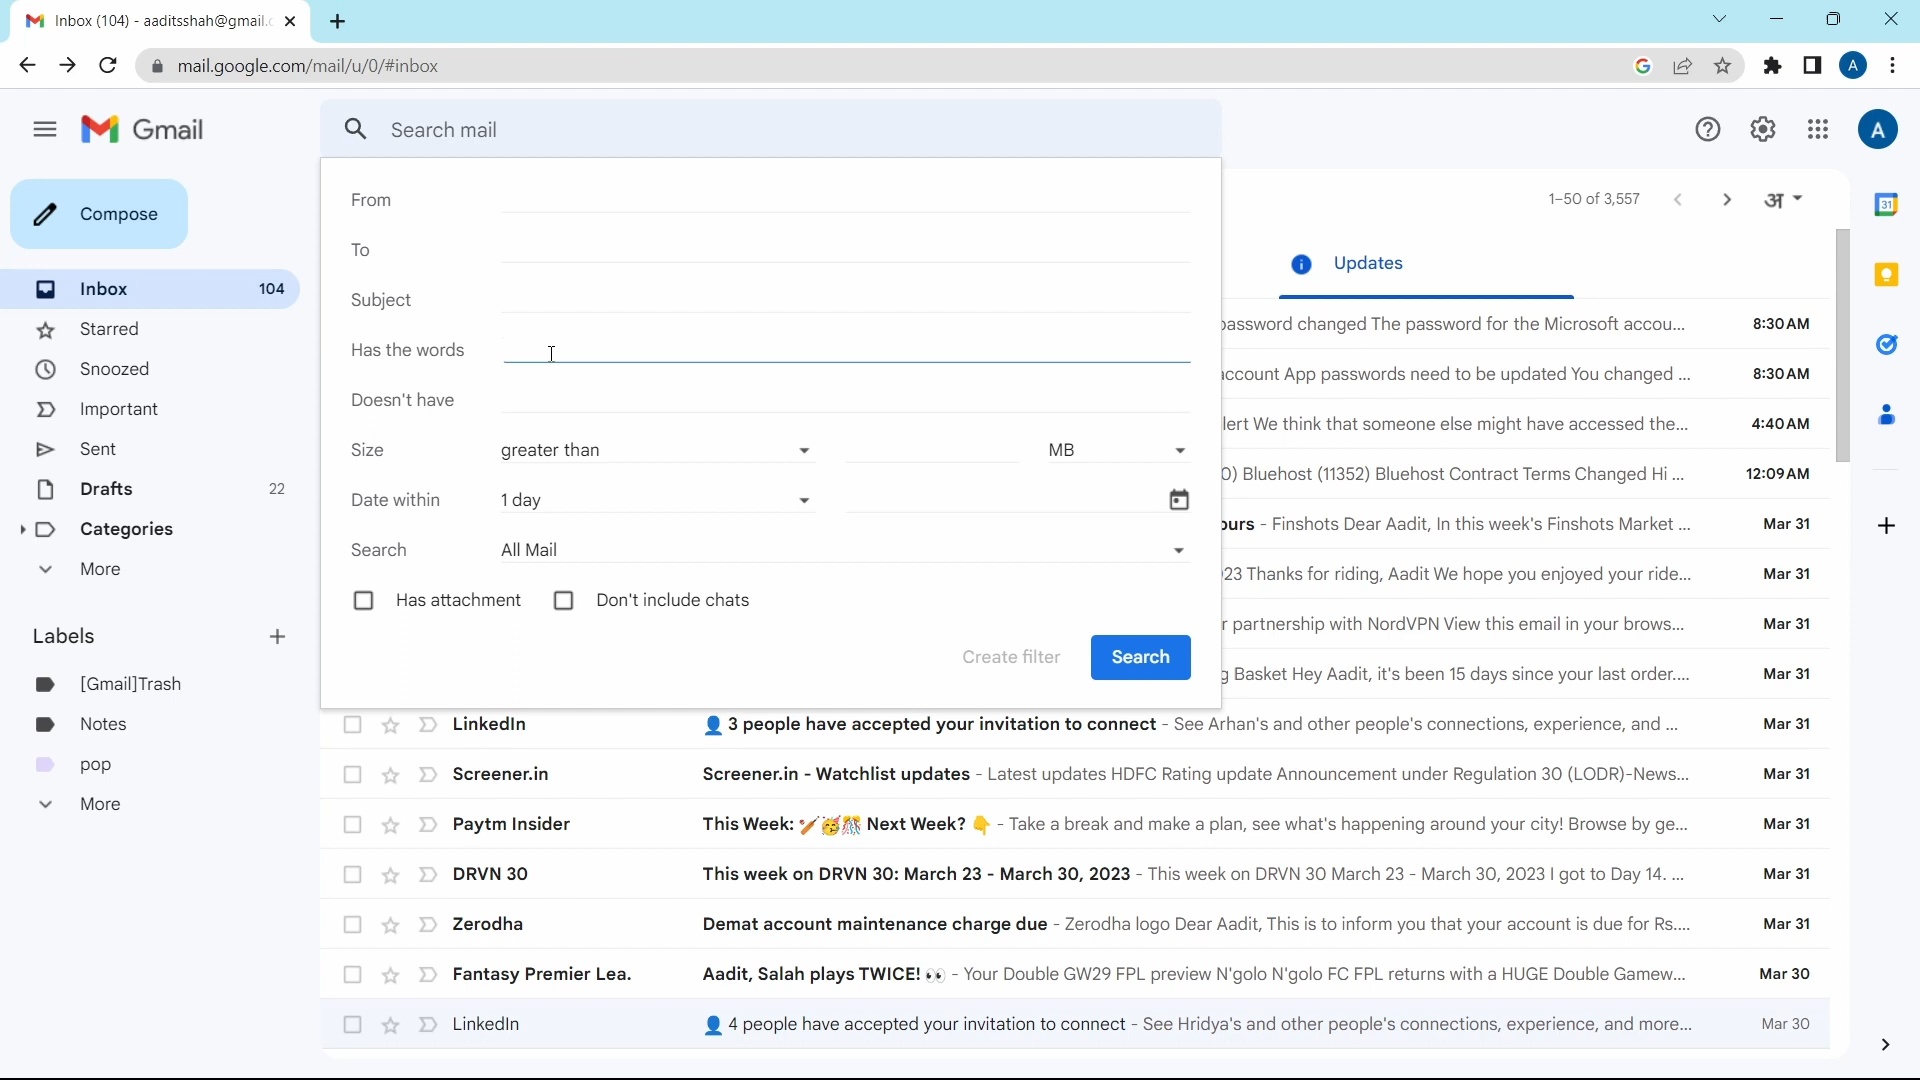 Inbox (104) - aaditsshah@gmail.c
mail.google.com/mail/u/0/#inbox
A
Gmail
Search mail
A
Compose
Inbox 104
Starred
Snoozed
Important
Sent
Drafts 22
Categories
More
Labels
[Gmail]Trash
Notes
pop
More
From
To
Subject
Has the words
Doesn't have
Size greater than MB
Date within 1 day
Search All Mail
Has attachment Don't include chats
Create filter Search
1–50 of 3,557 अ
31
Updates
password changed The password for the Microsoft accou... 8:30 AM
account App passwords need to be updated You changed ... 8:30 AM
lert We think that someone else might have accessed the... 4:40 AM
0) Bluehost (11352) Bluehost Contract Terms Changed Hi ... 12:09 AM
ours - Finshots Dear Aadit, In this week's Finshots Market ... Mar 31
23 Thanks for riding, Aadit We hope you enjoyed your ride... Mar 31
r partnership with NordVPN View this email in your brows... Mar 31
g Basket Hey Aadit, it's been 15 days since your last order.... Mar 31
LinkedIn 3 people have accepted your invitation to connect - See Arhan's and other people's connections, experience, and ... Mar 31
Screener.in Screener.in - Watchlist updates - Latest updates HDFC Rating update Announcement under Regulation 30 (LODR)-News... Mar 31
Paytm Insider This Week: 🏏🥳🎊 Next Week? 👇 - Take a break and make a plan, see what's happening around your city! Browse by ge... Mar 31
DRVN 30 This week on DRVN 30: March 23 - March 30, 2023 - This week on DRVN 30 March 23 - March 30, 2023 I got to Day 14. ... Mar 31
Zerodha Demat account maintenance charge due - Zerodha logo Dear Aadit, This is to inform you that your account is due for Rs.... Mar 31
Fantasy Premier Lea. Aadit, Salah plays TWICE! 👀 - Your Double GW29 FPL preview N'golo N'golo FC FPL returns with a HUGE Double Gamew... Mar 30
LinkedIn 4 people have accepted your invitation to connect - See Hridya's and other people's connections, experience, and more... Mar 30